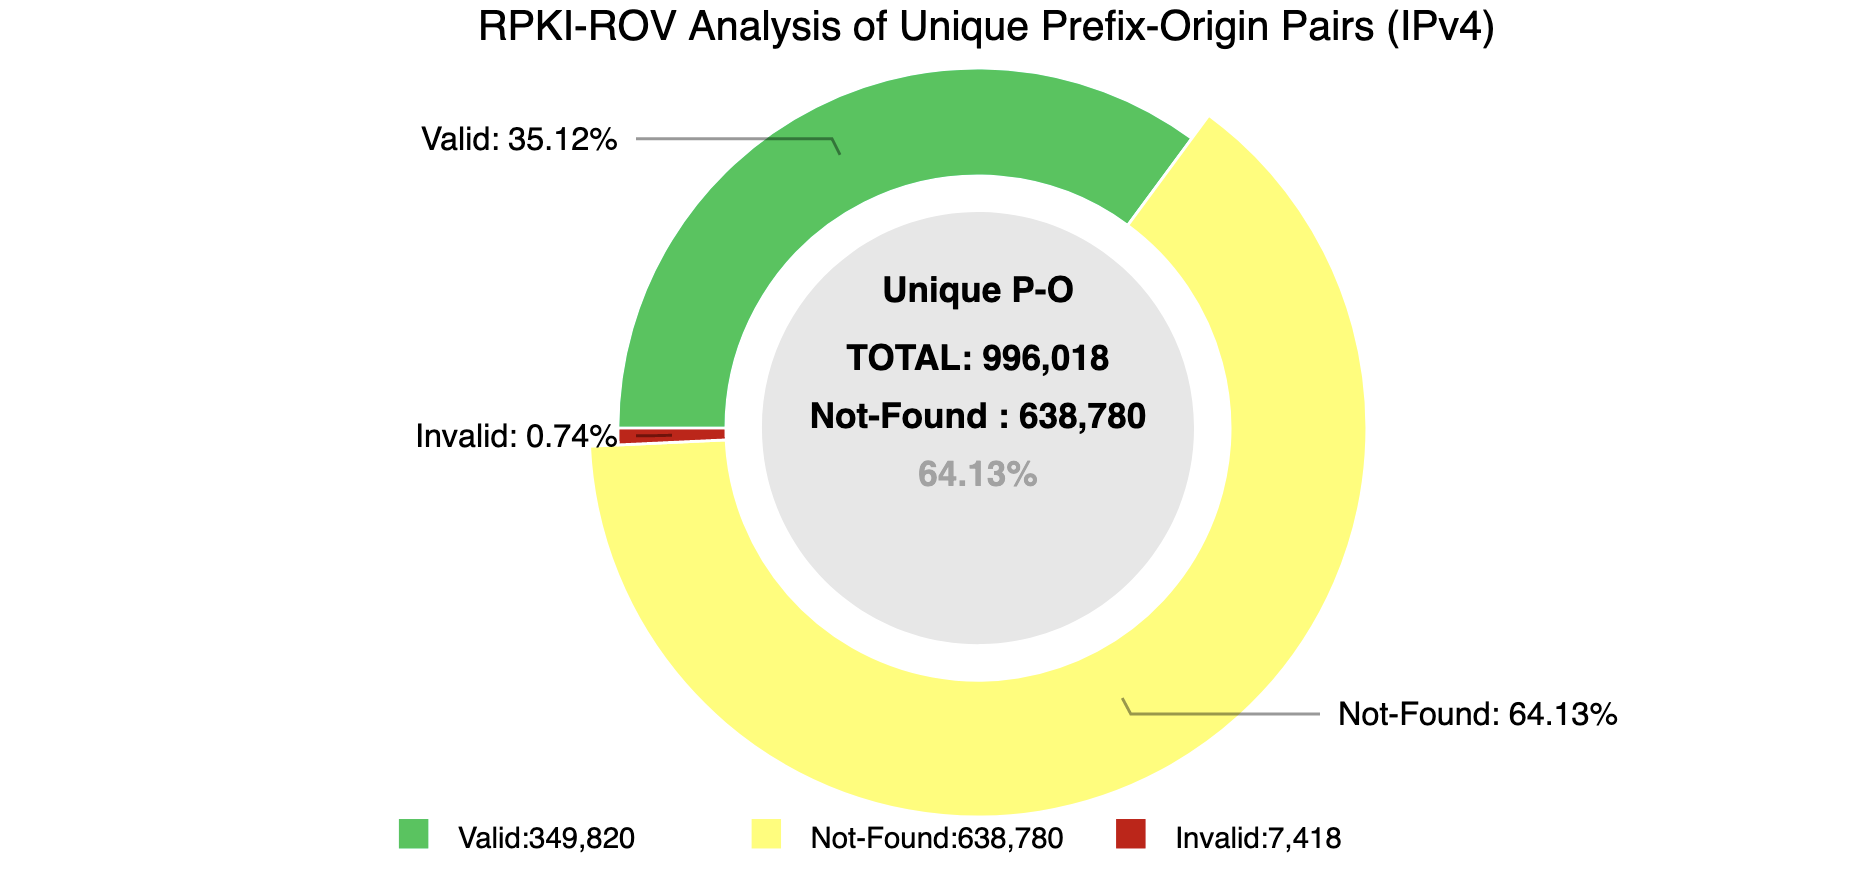 RPKI-ROV Analysis of Unique Prefix-Origin Pairs (IPv4)
Valid: 35.12%
Unique P-O
TOTAL: 996,018
Not-Found : 638,780
Invalid: 0.74%
64.13%
Not-Found: 64.13%
Valid:349,820
Not-Found:638,780
Invalid:7,418